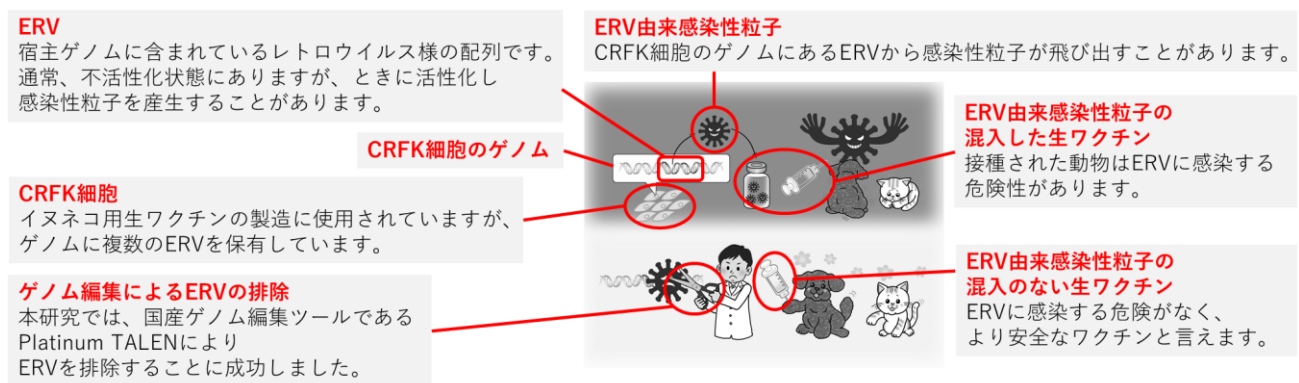 ERV
宿主ゲノムに含まれているレトロウイルス様の配列です。
通常、不活性化状態にありますが、ときに活性化し
感染性粒子を産生することがあります。
ERV由来感染性粒子
CRFK細胞のゲノムにあるERVから感染性粒子が飛び出すことがあります。
CRFK細胞のゲノム
ERV由来感染性粒子の
混入した生ワクチン
接種された動物はERVに感染する
危険性があります。
CRFK細胞
イヌネコ用生ワクチンの製造に使用されていますが、
ゲノムに複数のERVを保有しています。
ゲノム編集によるERVの排除
本研究では、国産ゲノム編集ツールである
Platinum TALENにより
ERVを排除することに成功しました。
ERV由来感染性粒子の
混入のない生ワクチン
ERVに感染する危険がなく、
より安全なワクチンと言えます。